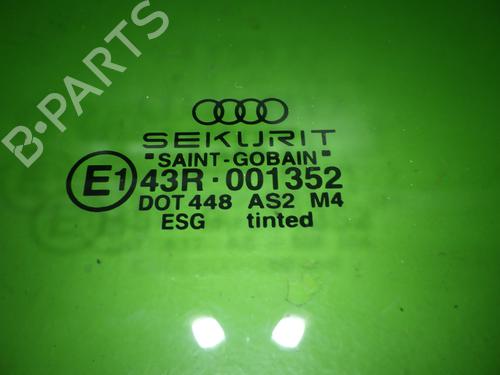 B-PARTS
SEKURIT
"SAINT-GOBAIN"
E1 43R-001352
DOT 448 AS2 M4
ESG tinted